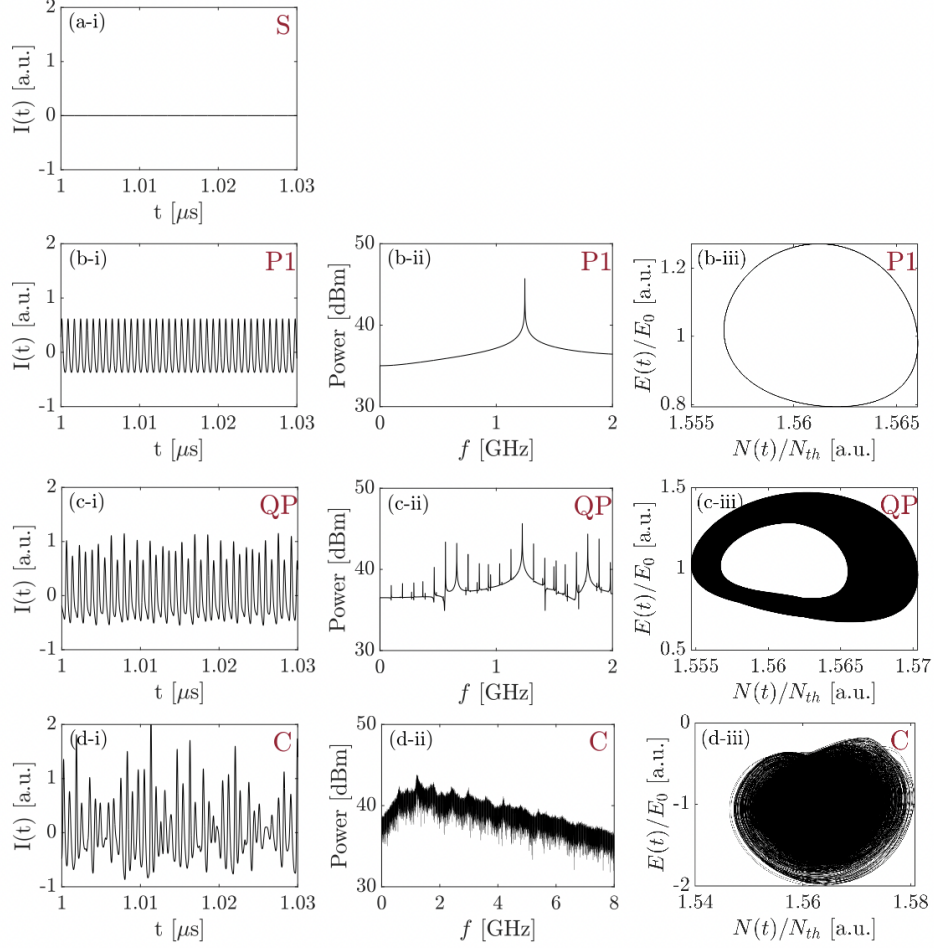 (a-i) S
2
1
0
-1
I(t) [a.u.]
1 1.01 1.02 1.03
t [μs]
(b-i) P1
2
1
0
-1
I(t) [a.u.]
1 1.01 1.02 1.03
t [μs]
(b-ii) P1
50
40
30
Power [dBm]
0 1 2
f [GHz]
(b-iii) P1
1.2
1
0.8
E(t)/E0 [a.u.]
1.555 1.56 1.565
N(t)/Nth [a.u.]
(c-i) QP
2
1
0
-1
I(t) [a.u.]
1 1.01 1.02 1.03
t [μs]
(c-ii) QP
50
40
30
Power [dBm]
0 1 2
f [GHz]
(c-iii) QP
1.5
1
0.5
E(t)/E0 [a.u.]
1.555 1.56 1.565 1.57
N(t)/Nth [a.u.]
(d-i) C
2
1
0
-1
I(t) [a.u.]
1 1.01 1.02 1.03
t [μs]
(d-ii) C
50
40
30
Power [dBm]
0 2 4 6 8
f [GHz]
(d-iii) C
0
-1
-2
E(t)/E0 [a.u.]
1.54 1.56 1.58
N(t)/Nth [a.u.]